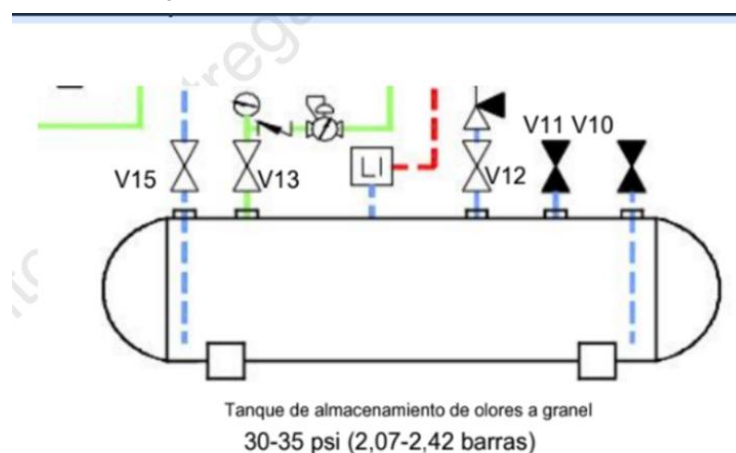 V11 V10
V15
V13
LI
V12
Tanque de almacenamiento de olores a granel
30-35 psi (2,07-2,42 barras)